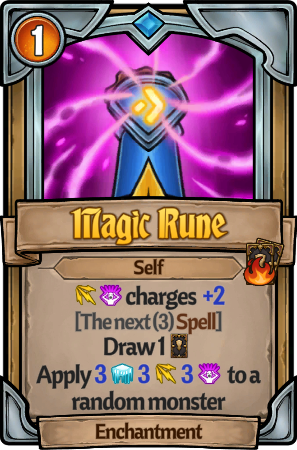 1
Magic Rune
Self
charges +2
[The next (3) Spell]
Draw 1
Apply 3 3 3 to a
random monster
Enchantment